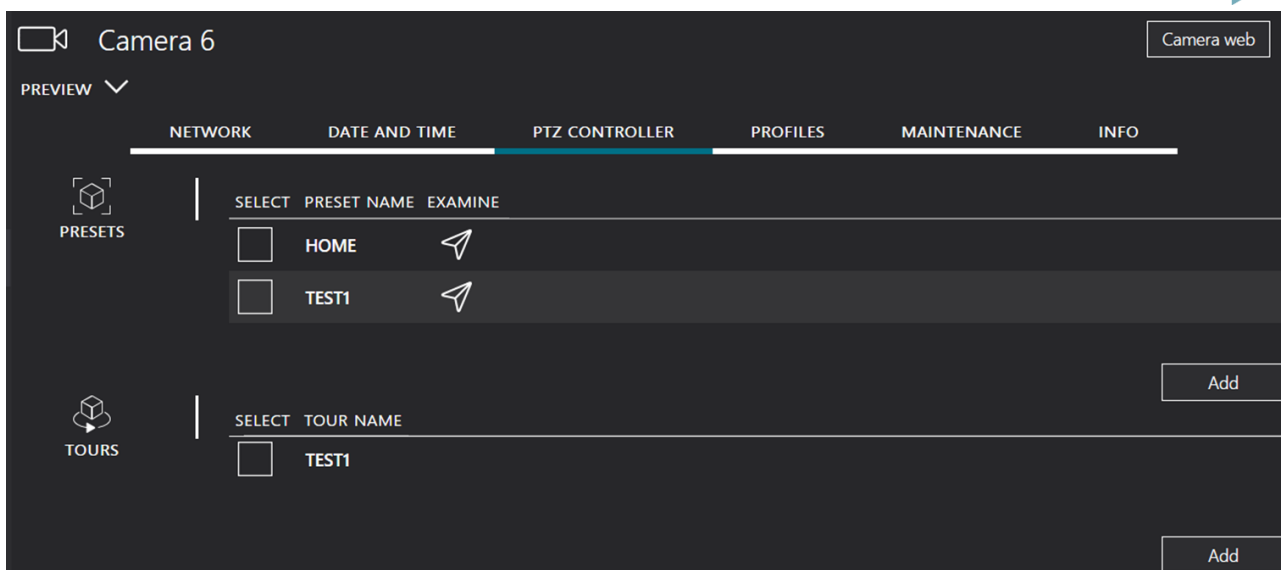 Camera 6
Camera web
PREVIEW
NETWORK DATE AND TIME PTZ CONTROLLER PROFILES MAINTENANCE INFO
PRESETS
SELECT PRESET NAME EXAMINE
HOME
TEST1
Add
TOURS
SELECT TOUR NAME
TEST1
Add